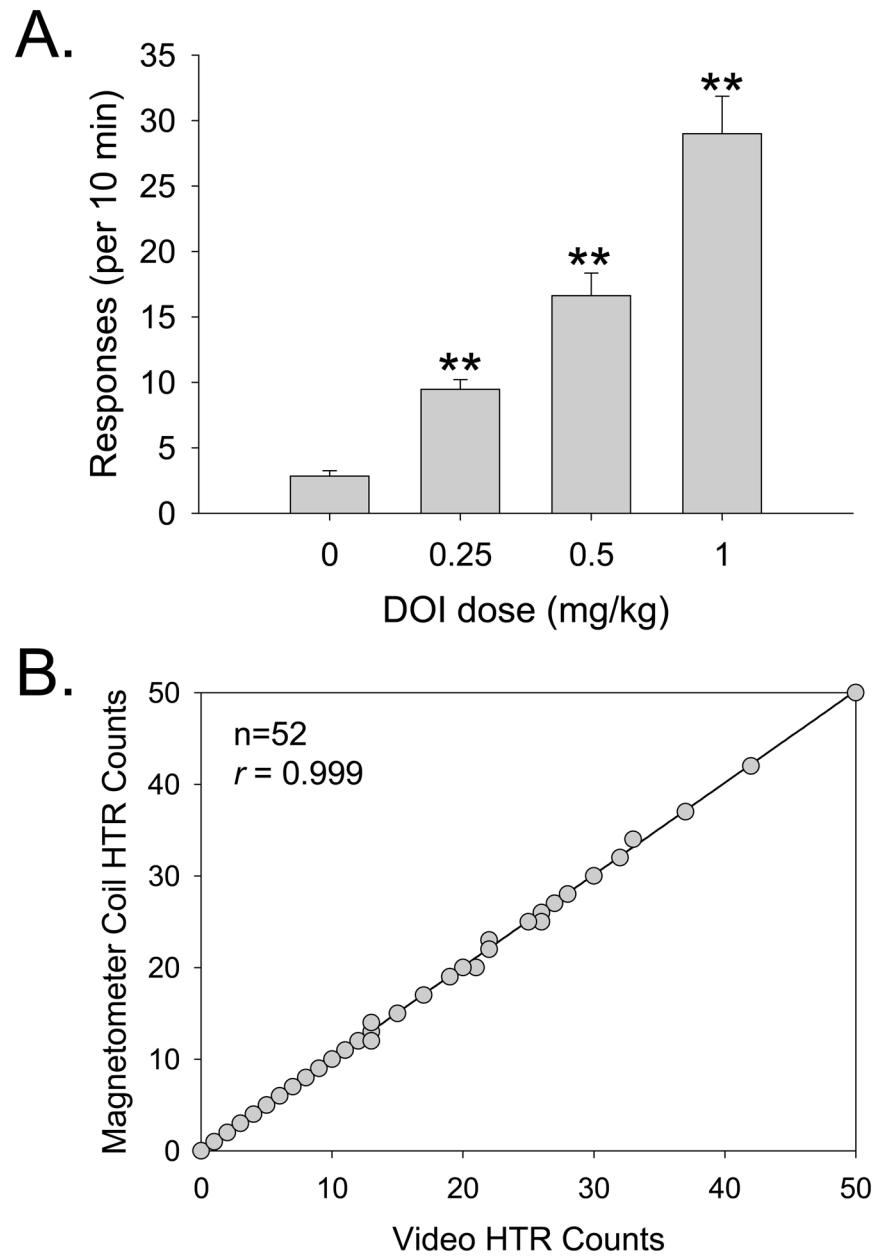 A.
35
30
25
20
15
10
5
0
Responses (per 10 min)
**
**
**
0 0.25 0.5 1
DOI dose (mg/kg)
B.
50
40
30
20
10
0
Magnetometer Coil HTR Counts
n=52
r = 0.999
0 10 20 30 40 50
Video HTR Counts